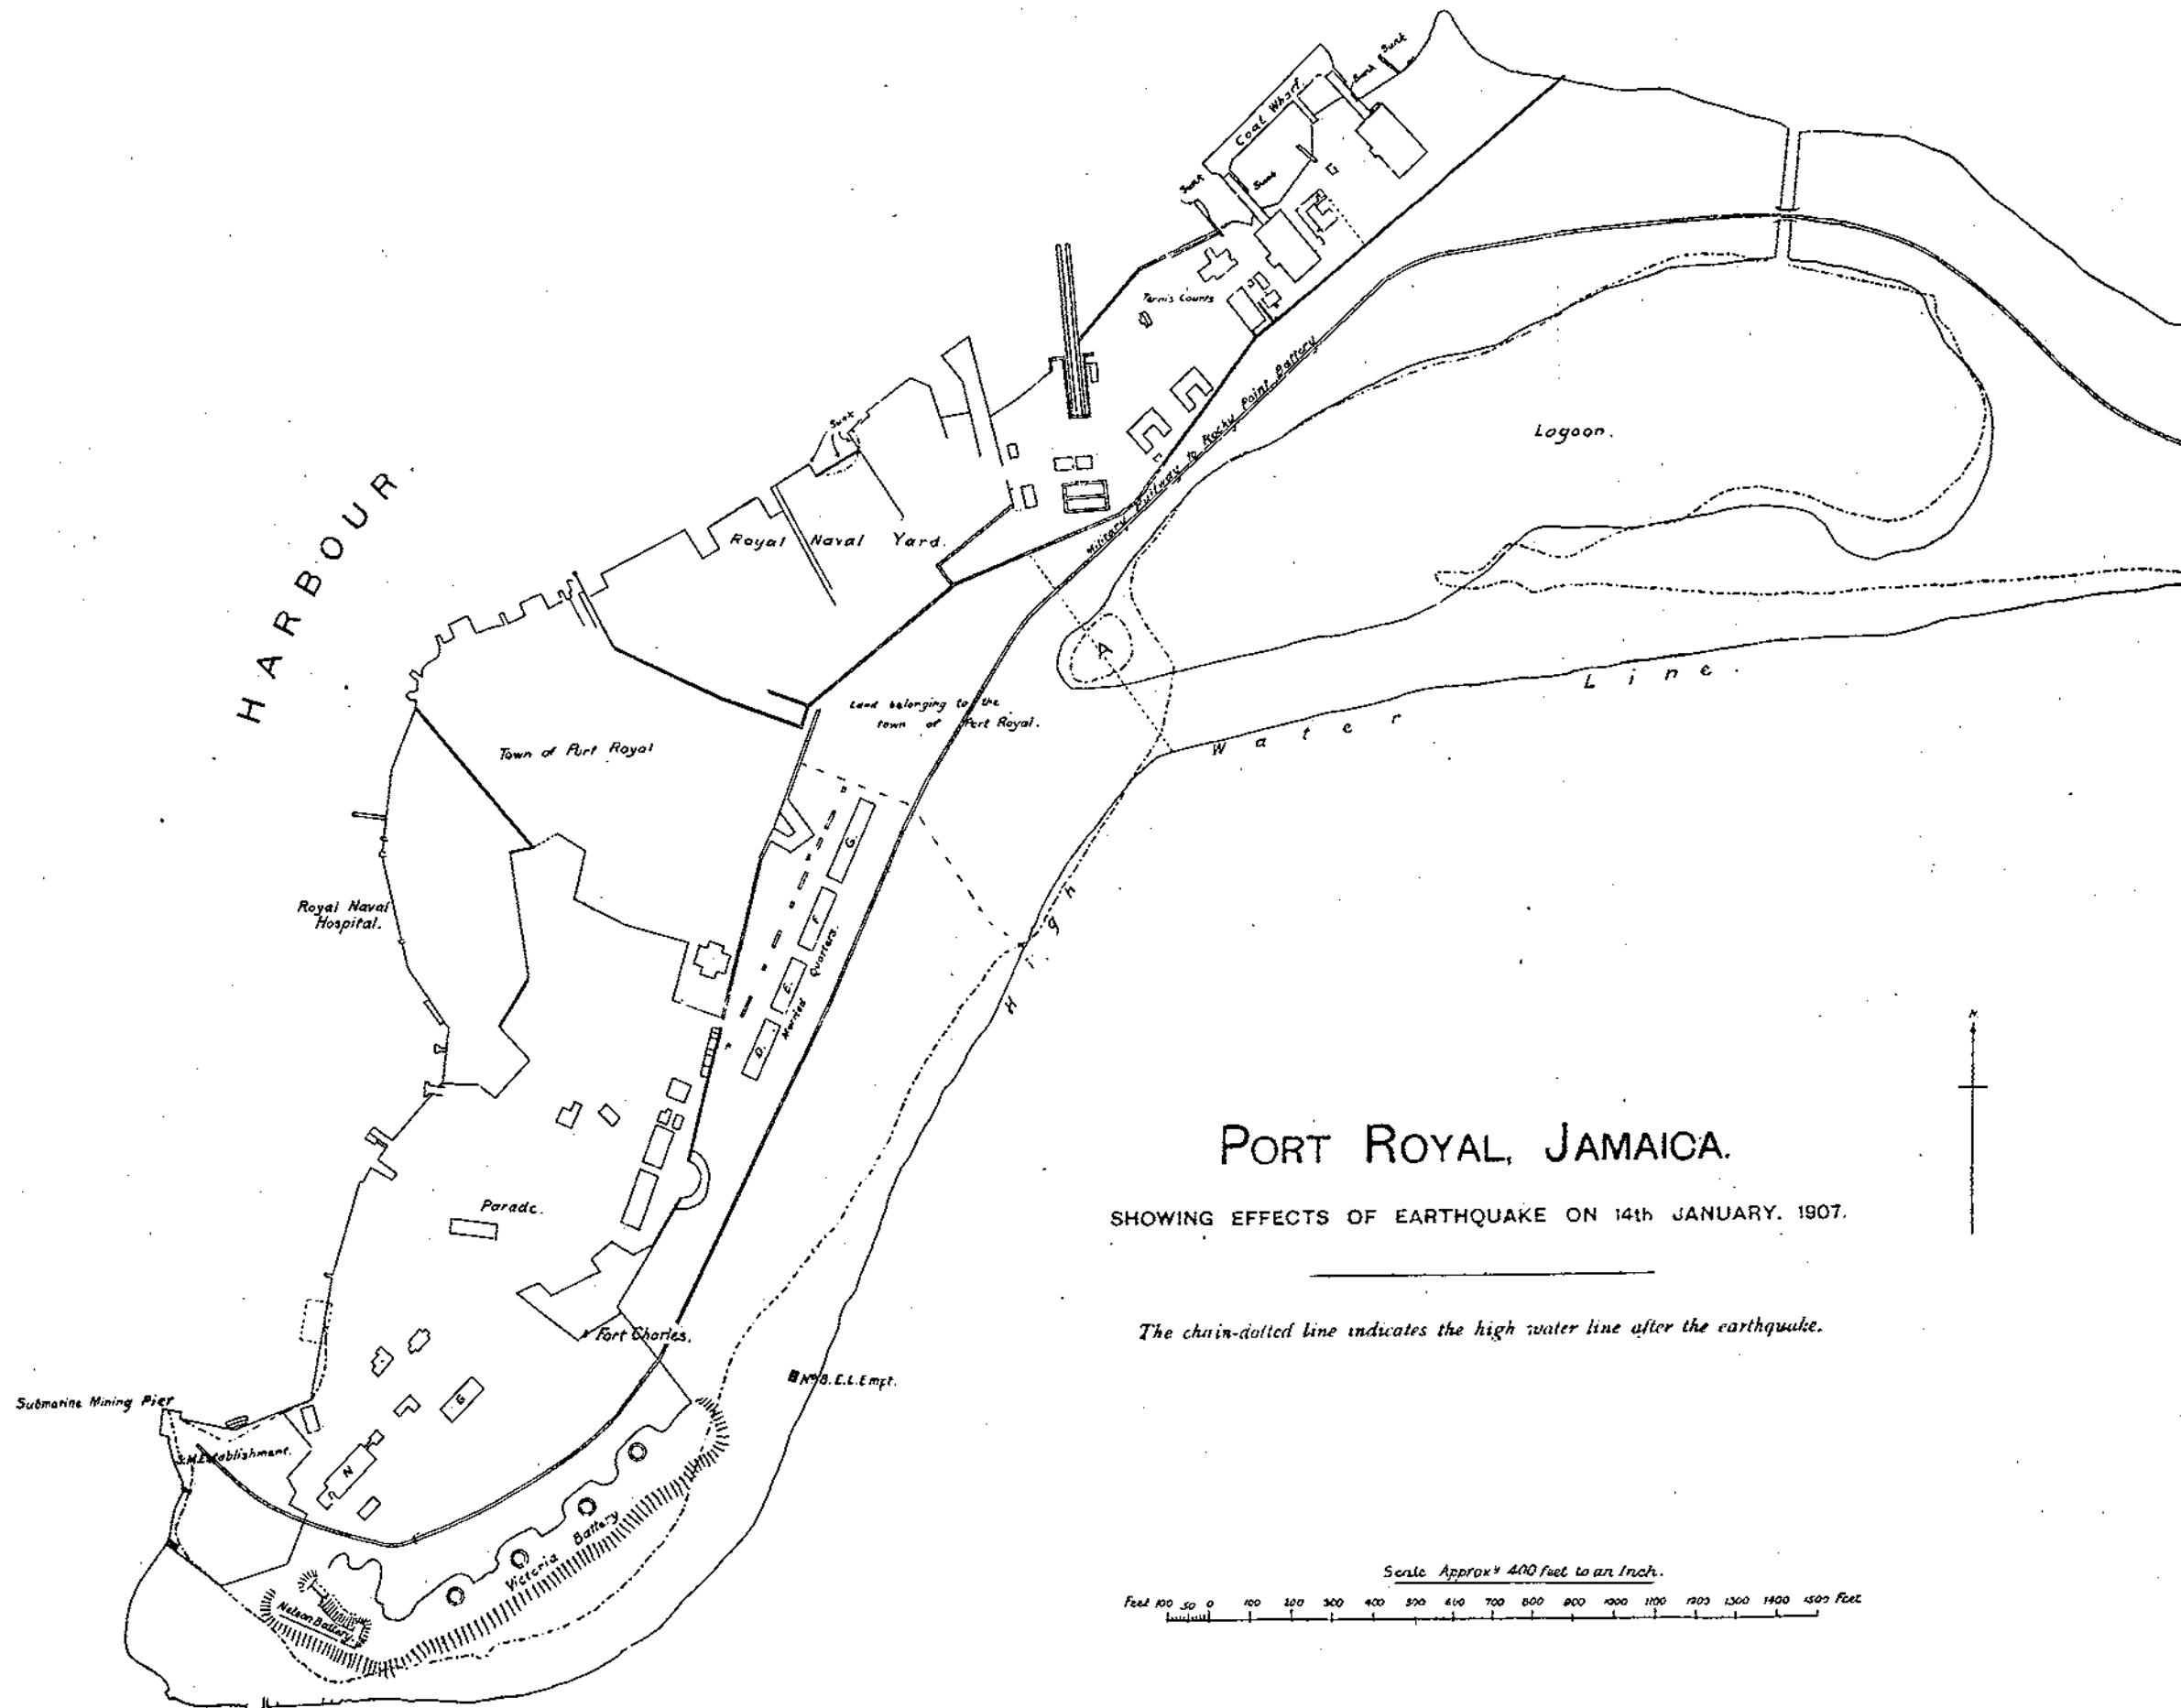 Sunk
Sunk
Coal Wharf.
Sunk
Sunk
Tennis Courts
Military Railway to Rocky Point Battery
Lagoon.
Sunk
HARBOUR.
Royal Naval Yard.
A
Land belonging to the
town of Port Royal.
High Water Line.
Town of Port Royal
G.
F
E.
D.
Married Quarters.
Royal Naval
Hospital.
N.
PORT ROYAL, JAMAICA.
SHOWING EFFECTS OF EARTHQUAKE ON 14th JANUARY. 1907.
The chain-dotted line indicates the high water line after the earthquake.
Parade.
Fort Charles.
No 8. E.L. Empt.
Submarine Mining Pier
S.M. Establishment.
G
N
Victoria Battery
Nelson Battery
Scale Approxy 400 feet to an Inch.
Feet 100 50 0 100 200 300 400 500 600 700 800 900 1000 1100 1200 1300 1400 1500 Feet